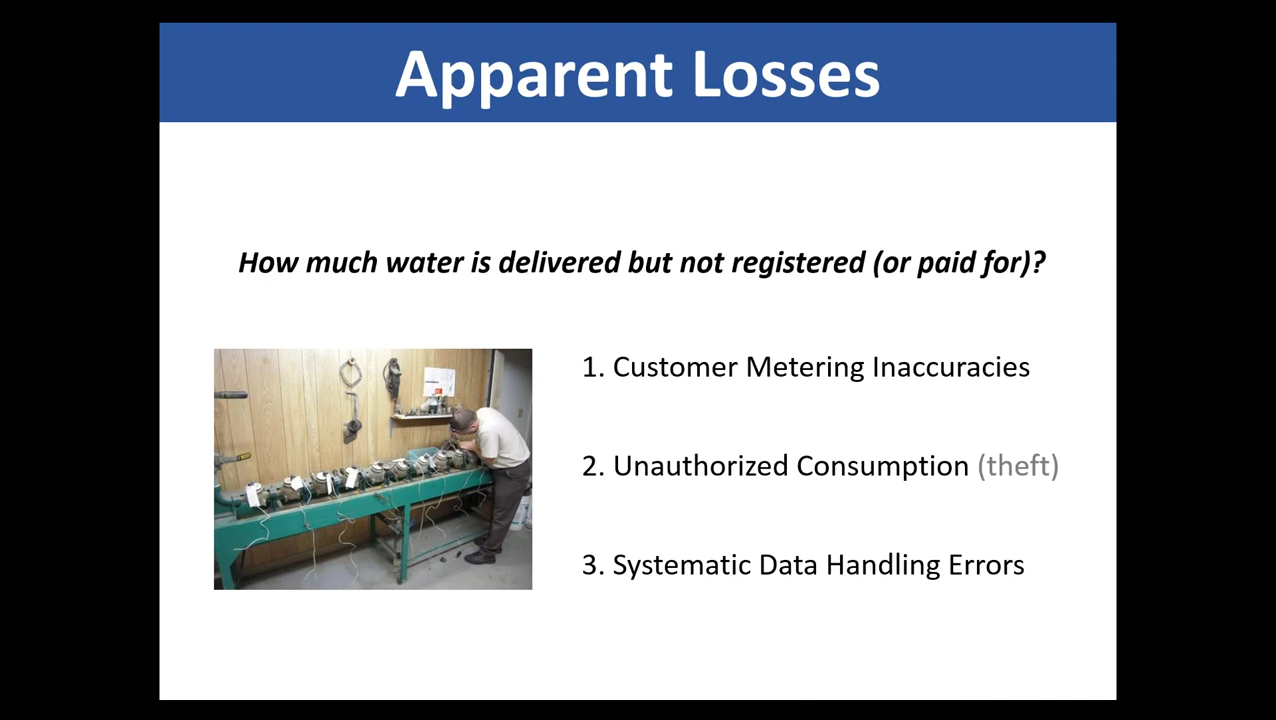 Apparent Losses
How much water is delivered but not registered (or paid for)?
1. Customer Metering Inaccuracies
2. Unauthorized Consumption (theft)
3. Systematic Data Handling Errors